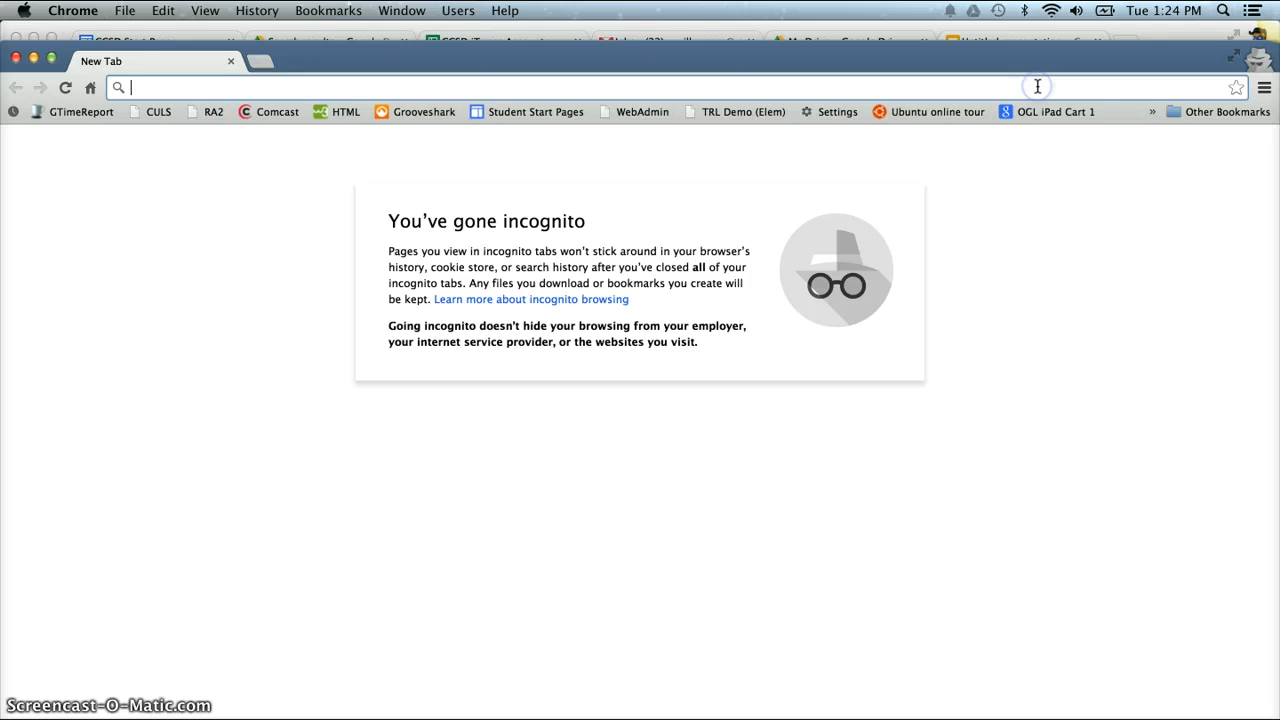 Chrome File Edit View History Bookmarks Window Users Help Tue 1:24 PM
New Tab
GTimeReport CULS RA2 Comcast HTML Grooveshark Student Start Pages WebAdmin TRL Demo (Elem) Settings Ubuntu online tour OGL iPad Cart 1 » Other Bookmarks
You've gone incognito
Pages you view in incognito tabs won't stick around in your browser's
history, cookie store, or search history after you've closed all of your
incognito tabs. Any files you download or bookmarks you create will
be kept. Learn more about incognito browsing
Going incognito doesn't hide your browsing from your employer,
your internet service provider, or the websites you visit.
Screencast-O-Matic.com